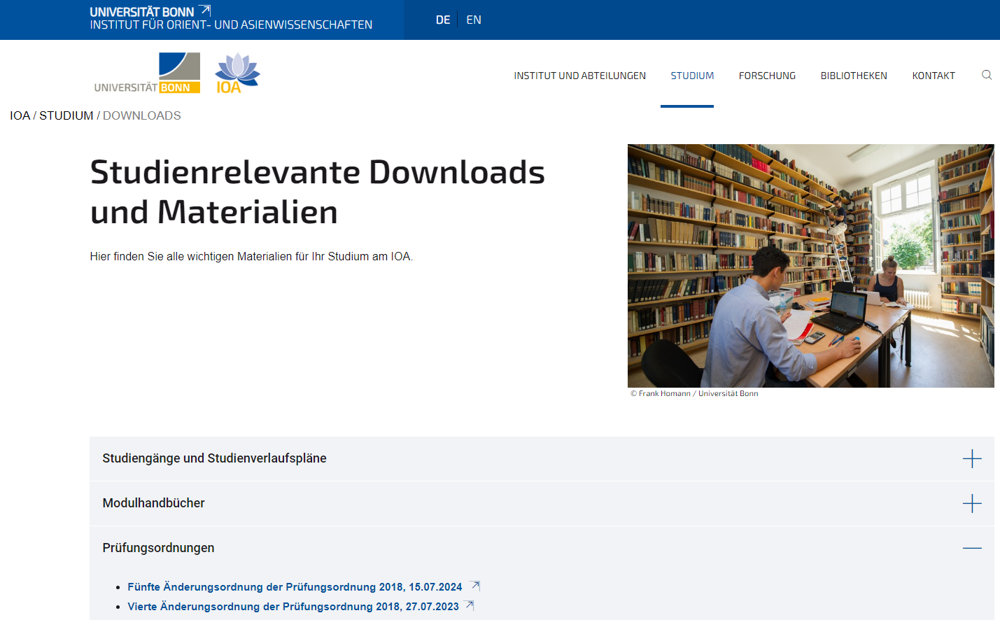 UNIVERSITÄT BONN
INSTITUT FÜR ORIENT- UND ASIENWISSENSCHAFTEN
DE EN
UNIVERSITÄT BONN
IOA
INSTITUT UND ABTEILUNGEN STUDIUM FORSCHUNG BIBLIOTHEKEN KONTAKT
IOA / STUDIUM / DOWNLOADS
Studienrelevante Downloads
und Materialien
Hier finden Sie alle wichtigen Materialien für Ihr Studium am IOA.
© Frank Homann / Universität Bonn
Studiengänge und Studienverlaufspläne
Modulhandbücher
Prüfungsordnungen
• Fünfte Änderungsordnung der Prüfungsordnung 2018, 15.07.2024
• Vierte Änderungsordnung der Prüfungsordnung 2018, 27.07.2023